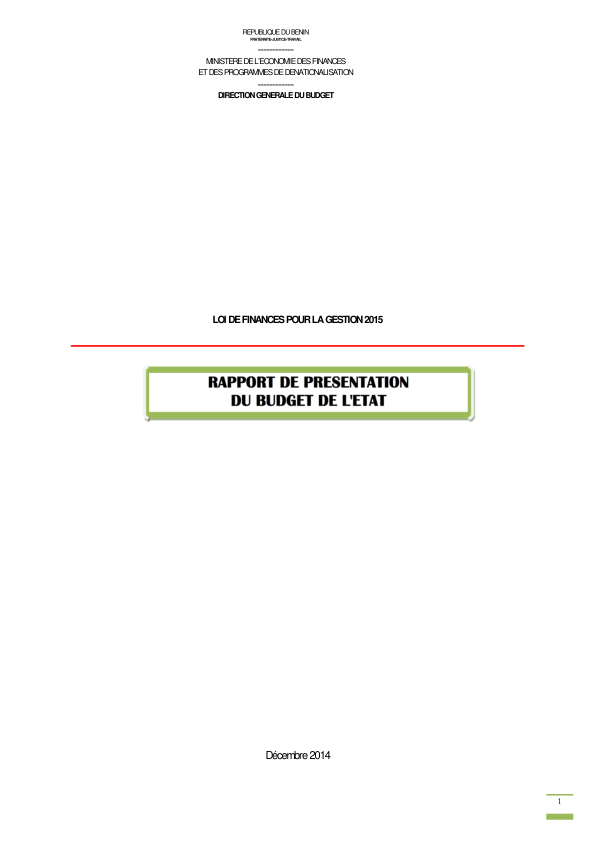 REPUBLIQUE DU BENIN
FRATERNITE-JUSTICE-TRAVAIL
------------
MINISTERE DE L'ECONOMIE DES FINANCES
ET DES PROGRAMMES DE DENATIONALISATION
------------
DIRECTION GENERALE DU BUDGET
LOI DE FINANCES POUR LA GESTION 2015
RAPPORT DE PRESENTATION
DU BUDGET DE L'ETAT
Décembre 2014
1